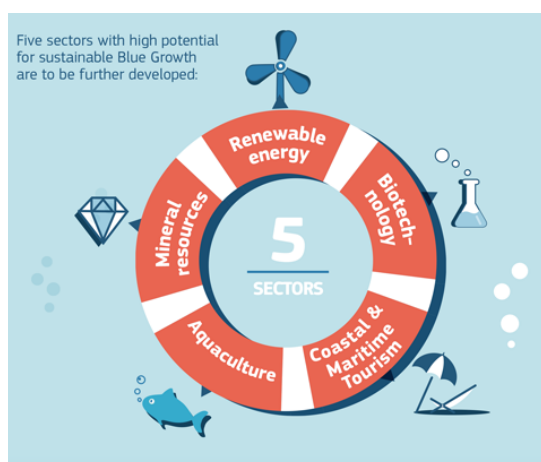 Five sectors with high potential
for sustainable Blue Growth
are to be further developed:
Renewable
energy
Biotech-
nology
Coastal &
Maritime
Tourism
Aquaculture
Mineral
resources
5
SECTORS